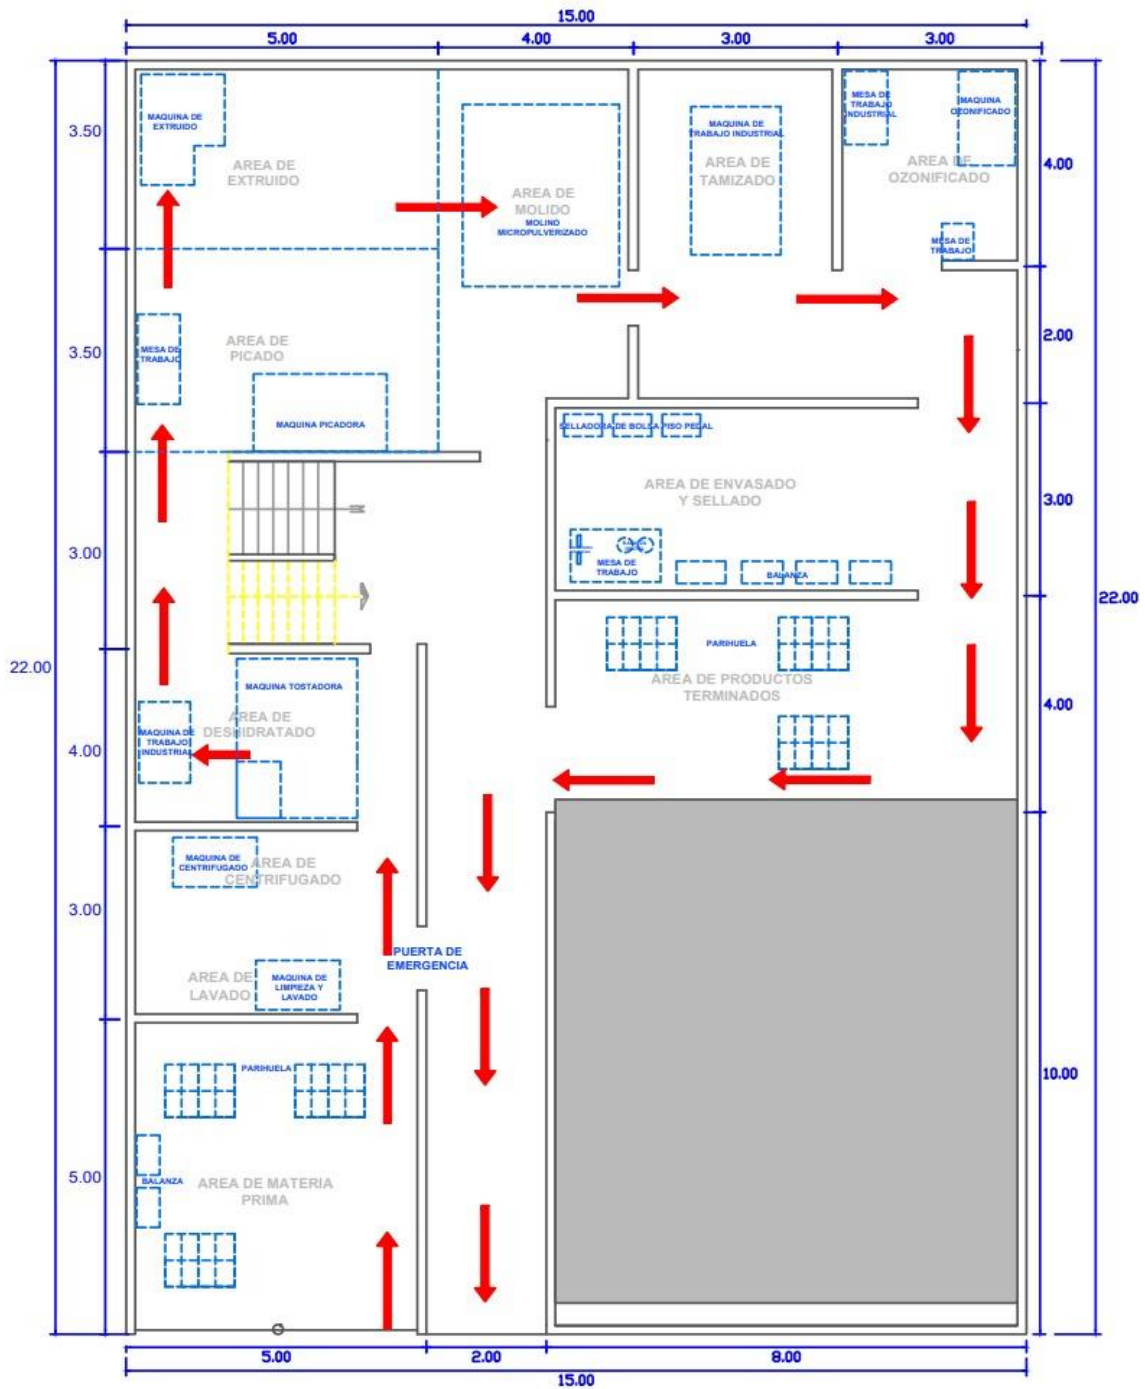 15.00
5.00
4.00
3.00
3.00
3.50
MAQUINA DE
EXTRUIDO
AREA DE
EXTRUIDO
AREA DE
MOLIDO
MOLINO
MICROPULVERIZADO
MAQUINA DE
TRABAJO INDUSTRIAL
AREA DE
TAMIZADO
MESA DE
TRABAJO
INDUSTRIAL
MAQUINA
OZONIFICADO
AREA DE
OZONIFICADO
MESA DE
TRABAJO
4.00
3.50
MESA DE
TRABAJO
AREA DE
PICADO
MAQUINA PICADORA
2.00
SELLADORA DE BOLSA PISO PEDAL
AREA DE ENVASADO
Y SELLADO
MESA DE
TRABAJO
BALANZA
3.00
3.00
22.00
22.00
PARIHUELA
AREA DE PRODUCTOS
TERMINADOS
4.00
MAQUINA TOSTADORA
AREA DE
DESHIDRATADO
MAQUINA DE
TRABAJO
INDUSTRIAL
4.00
MAQUINA DE
CENTRIFUGADO
AREA DE
CENTRIFUGADO
3.00
PUERTA DE
EMERGENCIA
AREA DE
LAVADO
MAQUINA DE
LIMPIEZA Y
LAVADO
PARIHUELA
10.00
5.00
BALANZA
AREA DE MATERIA
PRIMA
5.00
2.00
8.00
15.00